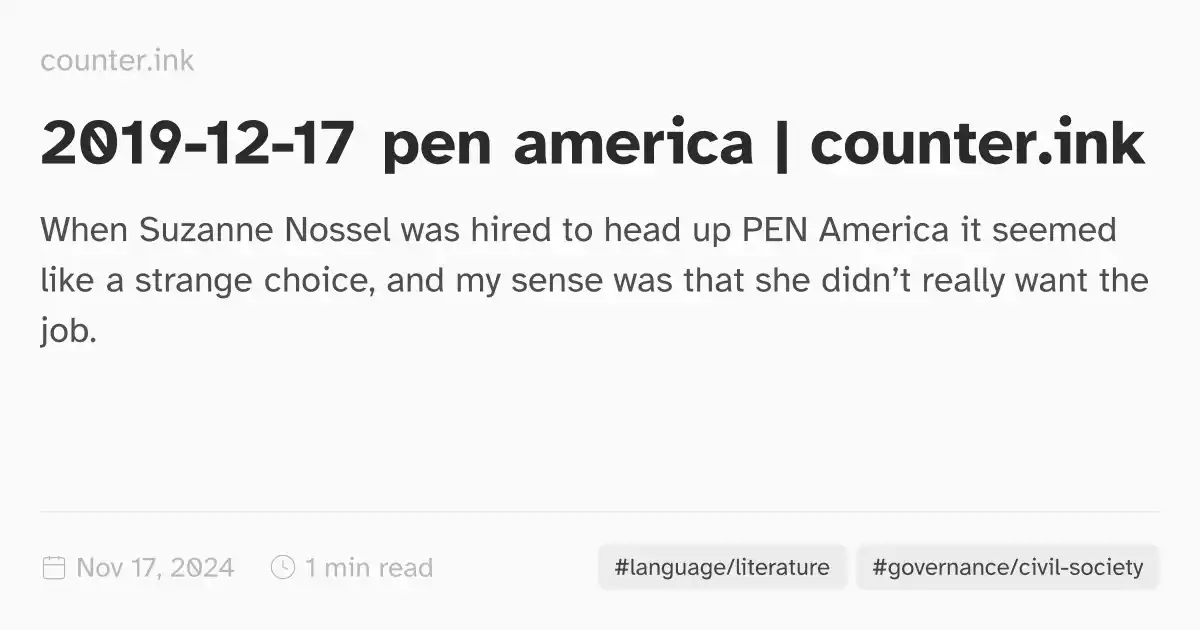 counter.ink
2019-12-17 pen america | counter.ink
When Suzanne Nossel was hired to head up PEN America it seemed
like a strange choice, and my sense was that she didn’t really want the
job.
Nov 17, 2024 1 min read #language/literature #governance/civil-society